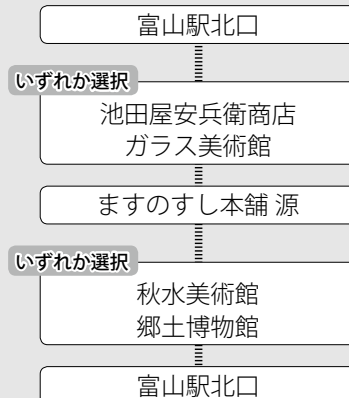 富山駅北口
いずれか選択
池田屋安兵衛商店
ガラス美術館
ますのすし本舗 源
いずれか選択
秋水美術館
郷土博物館
富山駅北口